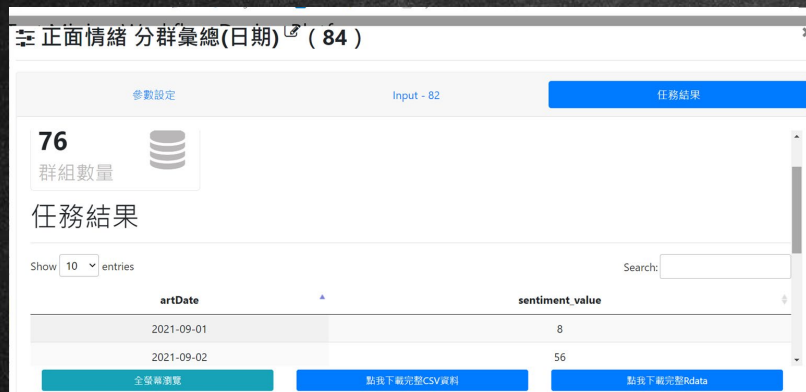 正面情緒 分群彙總(日期) ( 84 )
參數設定
Input - 82
任務結果
76
群組數量
任務結果
Show 10 entries
Search:
artDate
sentiment_value
2021-09-01
8
2021-09-02
56
全螢幕瀏覽
點我下載完整CSV資料
點我下載完整Rdata